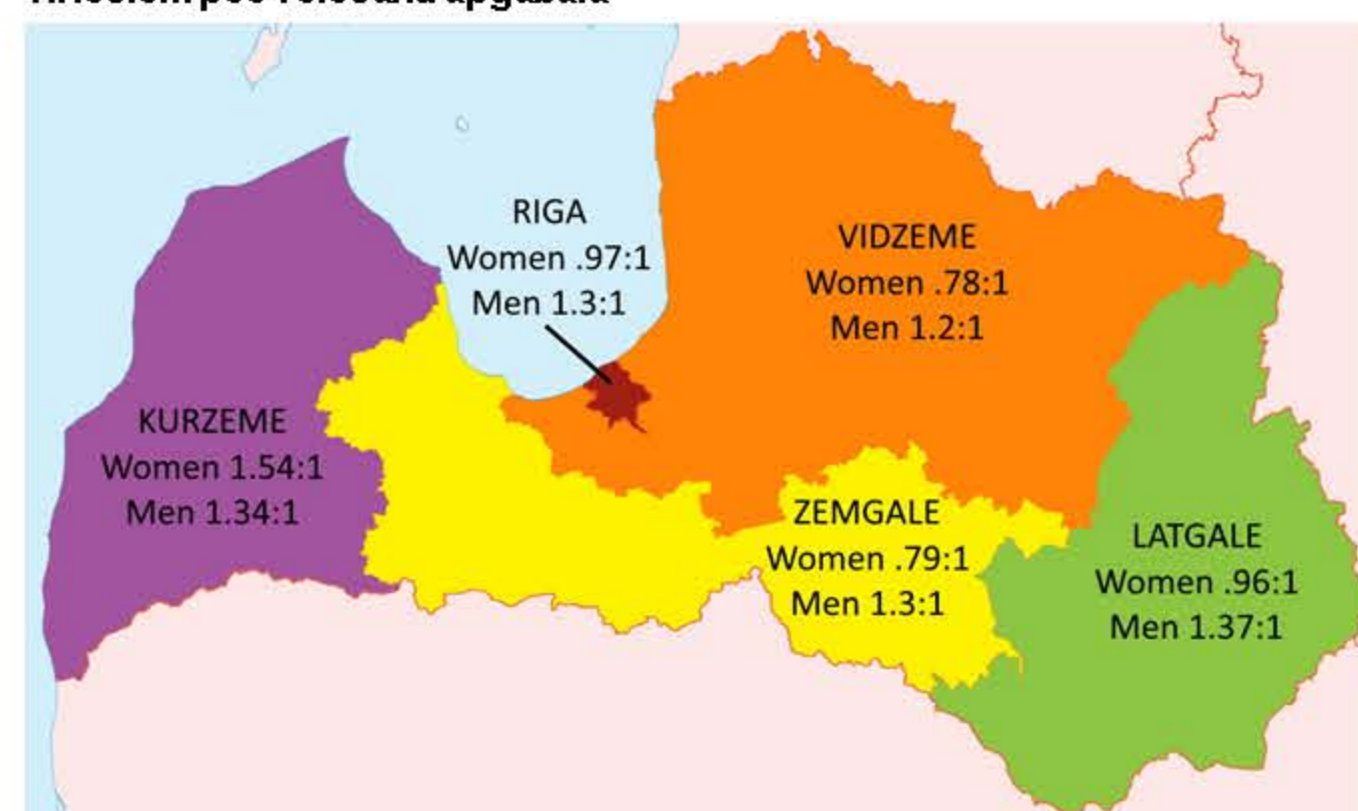 RIGA
Women .97:1
Men 1.3:1
VIDZEME
Women .78:1
Men 1.2:1
KURZEME
Women 1.54:1
Men 1.34:1
ZEMGALE
Women .79:1
Men 1.3:1
LATGALE
Women .96:1
Men 1.37:1